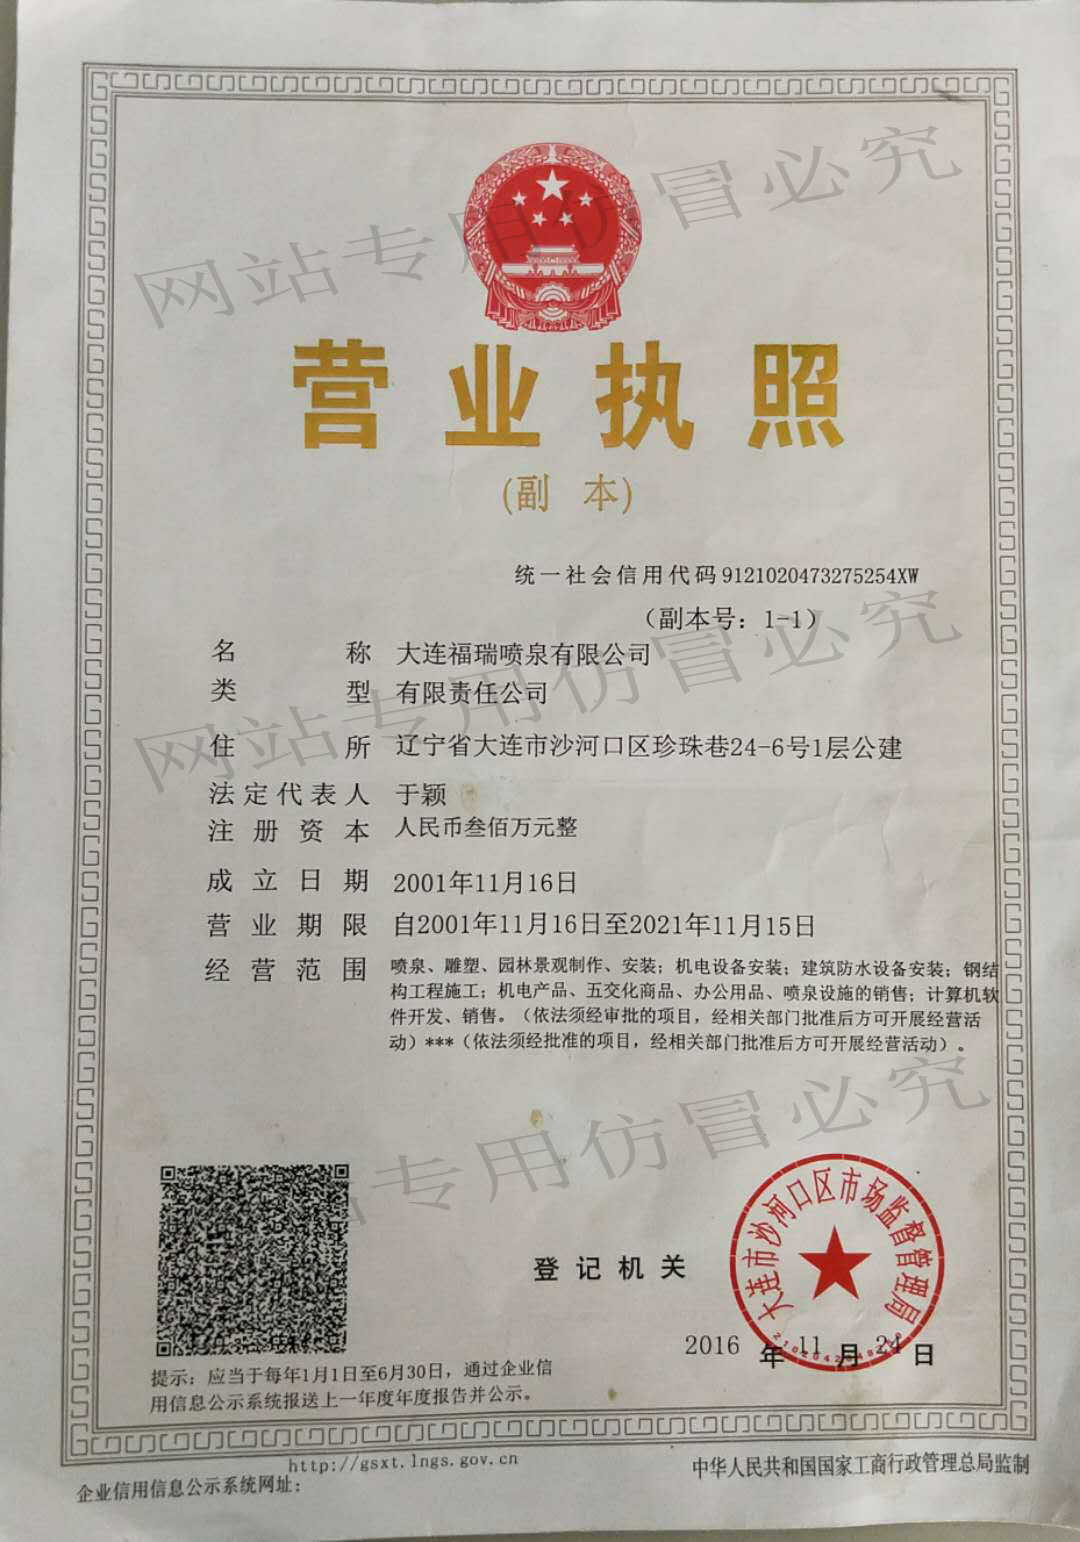 网站专用仿冒必究
营业执照
(副 本)
统一社会信用代码 9121020473275254XW
（副本号：1-1）
名称 大连福瑞喷泉有限公司
类型 有限责任公司
网站专用仿冒必究
住所 辽宁省大连市沙河口区珍珠巷24-6号1层公建
法定代表人 于颖
注册资本 人民币叁佰万元整
成立日期 2001年11月16日
营业期限 自2001年11月16日至2021年11月15日
经营范围 喷泉、雕塑、园林景观制作、安装；机电设备安装；建筑防水设备安装；钢结
构工程施工；机电产品、五交化商品、办公用品、喷泉设施的销售；计算机软
件开发、销售。（依法须经审批的项目，经相关部门批准后方可开展经营活
动）***（依法须经批准的项目，经相关部门批准后方可开展经营活动）。
站专用仿冒必究
大连市沙河口区市场监督管理局
登记机关
2016年11月24日
提示：应当于每年1月1日至6月30日，通过企业信
用信息公示系统报送上一年度年度报告并公示。
http://gsxt.lngs.gov.cn
企业信用信息公示系统网址：
中华人民共和国国家工商行政管理总局监制